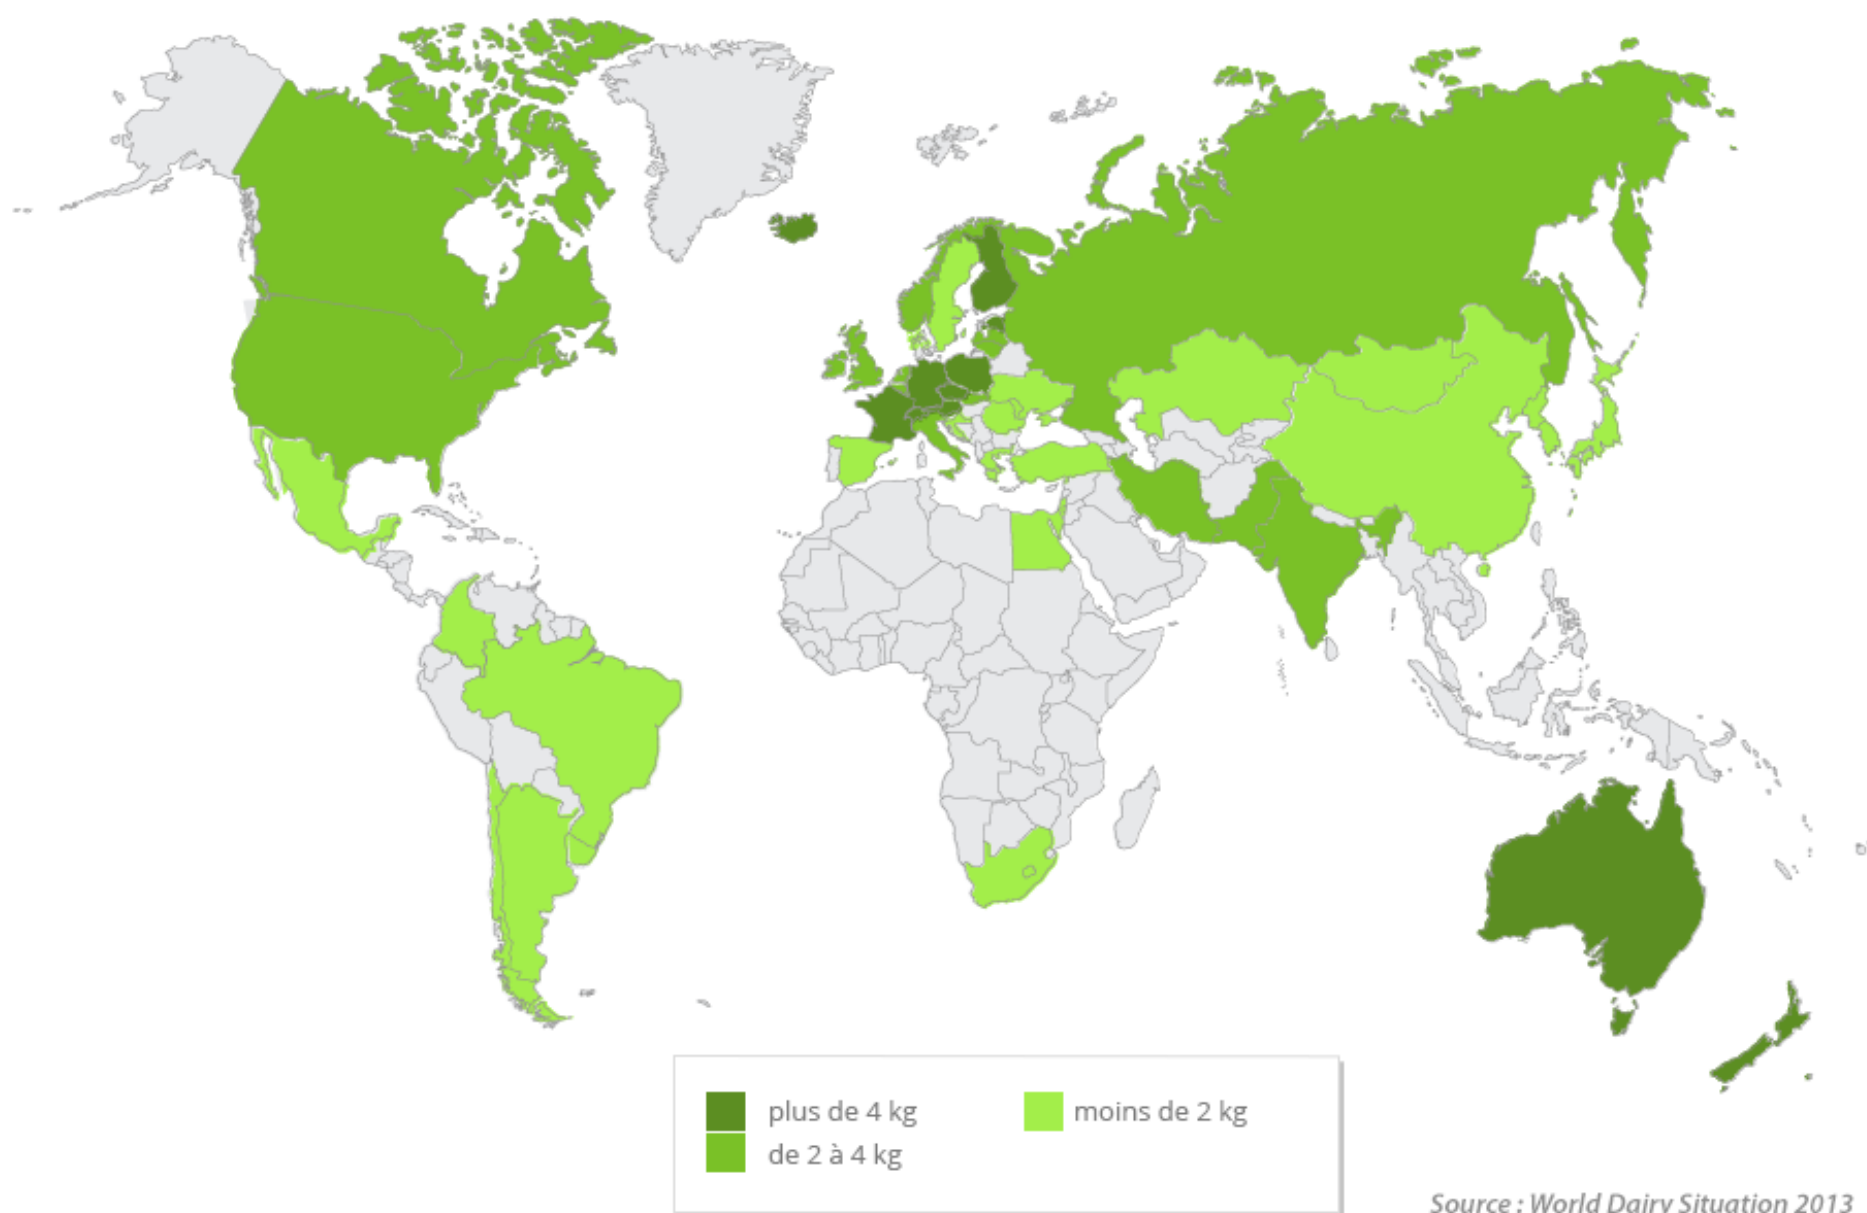 plus de 4 kg
moins de 2 kg
de 2 à 4 kg
Source : World Dairy Situation 2013